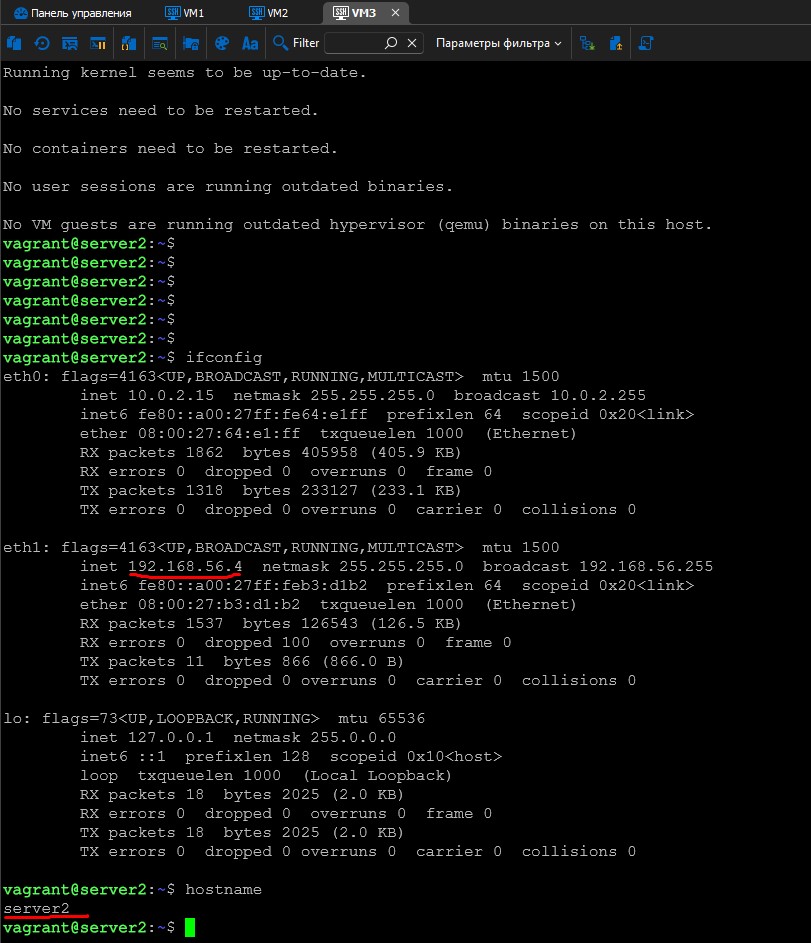 Панель управления VM1 VM2 VM3
Filter Параметры фильтра
Running kernel seems to be up-to-date.
No services need to be restarted.
No containers need to be restarted.
No user sessions are running outdated binaries.
No VM guests are running outdated hypervisor (qemu) binaries on this host.
vagrant@server2:~$
vagrant@server2:~$
vagrant@server2:~$
vagrant@server2:~$
vagrant@server2:~$
vagrant@server2:~$
vagrant@server2:~$ ifconfig
eth0: flags=4163<UP,BROADCAST,RUNNING,MULTICAST>  mtu 1500
        inet 10.0.2.15  netmask 255.255.255.0  broadcast 10.0.2.255
        inet6 fe80::a00:27ff:fe64:e1ff  prefixlen 64  scopeid 0x20<link>
        ether 08:00:27:64:e1:ff  txqueuelen 1000  (Ethernet)
        RX packets 1862  bytes 405958 (405.9 KB)
        RX errors 0  dropped 0  overruns 0  frame 0
        TX packets 1318  bytes 233127 (233.1 KB)
        TX errors 0  dropped 0 overruns 0  carrier 0  collisions 0
eth1: flags=4163<UP,BROADCAST,RUNNING,MULTICAST>  mtu 1500
        inet 192.168.56.4  netmask 255.255.255.0  broadcast 192.168.56.255
        inet6 fe80::a00:27ff:feb3:d1b2  prefixlen 64  scopeid 0x20<link>
        ether 08:00:27:b3:d1:b2  txqueuelen 1000  (Ethernet)
        RX packets 1537  bytes 126543 (126.5 KB)
        RX errors 0  dropped 100  overruns 0  frame 0
        TX packets 11  bytes 866 (866.0 B)
        TX errors 0  dropped 0 overruns 0  carrier 0  collisions 0
lo: flags=73<UP,LOOPBACK,RUNNING>  mtu 65536
        inet 127.0.0.1  netmask 255.0.0.0
        inet6 ::1  prefixlen 128  scopeid 0x10<host>
        loop  txqueuelen 1000  (Local Loopback)
        RX packets 18  bytes 2025 (2.0 KB)
        RX errors 0  dropped 0  overruns 0  frame 0
        TX packets 18  bytes 2025 (2.0 KB)
        TX errors 0  dropped 0 overruns 0  carrier 0  collisions 0
vagrant@server2:~$ hostname
server2
vagrant@server2:~$